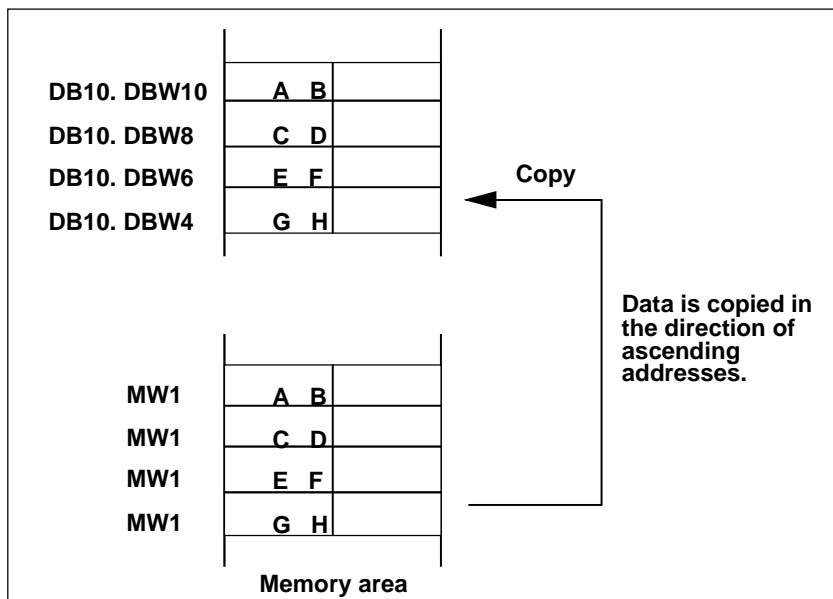 DB10. DBW10 A B
DB10. DBW8 C D
DB10. DBW6 E F
DB10. DBW4 G H
Copy
Data is copied in
the direction of
ascending
addresses.
MW1 A B
MW1 C D
MW1 E F
MW1 G H
Memory area